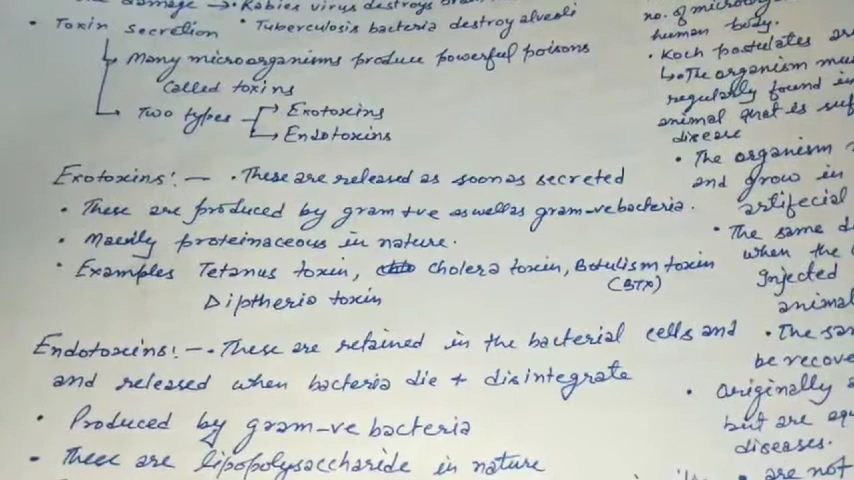 damage → • Rabies virus destroys
• Toxin secretion • Tuberculosis bacteria destroy alveoli
Many microorganisms produce powerful poisons
called toxins
Two types → Exotoxins
→ Endotoxins
Exotoxins! — • These are released as soon as secreted
• These are produced by gram +ve as well as gram -ve bacteria.
• Mainly proteinaceous in nature.
• Examples Tetanus toxin, cholera toxin, Botulism toxin
(BTX)
Diptheria toxin
Endotoxins! — • These are retained in the bacterial cells and
and released when bacteria die + disintegrate
• Produced by gram -ve bacteria
• These are lipopolysaccharide in nature
no. of
human body.
• Koch postulates
↳ • The organism
regularly found in
animal that is
disease
• The organism
and grow in
artifecial
• The same
when the
Injected
animal
• The
be
• Originally
but are
diseases.
• are not